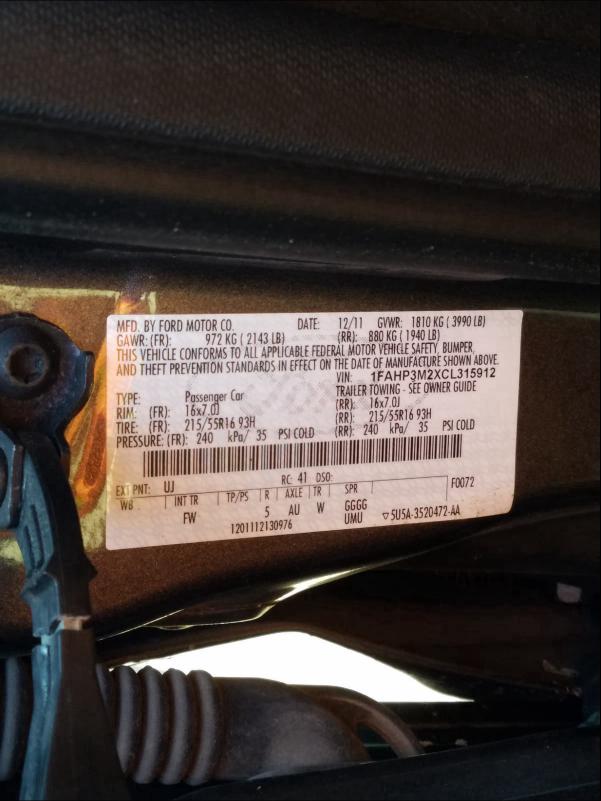 MFD. BY FORD MOTOR CO. DATE: 12/11 GVWR: 1810 KG ( 3990 LB)
GAWR: (FR): 972 KG ( 2143 LB) (RR): 880 KG ( 1940 LB)
THIS VEHICLE CONFORMS TO ALL APPLICABLE FEDERAL MOTOR VEHICLE SAFETY, BUMPER,
AND THEFT PREVENTION STANDARDS IN EFFECT ON THE DATE OF MANUFACTURE SHOWN ABOVE.
VIN: 1FAHP3M2XCL315912
TYPE: Passenger Car TRAILER TOWING - SEE OWNER GUIDE
RIM: (FR): 16x7.0J (RR): 16x7.0J
TIRE: (FR): 215/55R16 93H (RR): 215/55R16 93H
PRESSURE: (FR): 240 kPa/ 35 PSI COLD (RR): 240 kPa/ 35 PSI COLD
EXT PNT: UJ RC: 41 DSO: F0072
WB INT TR TP/PS R AXLE TR SPR
FW 5 AU W GGGG
UMU ▽5U5A-3520472-AA
1201112130976